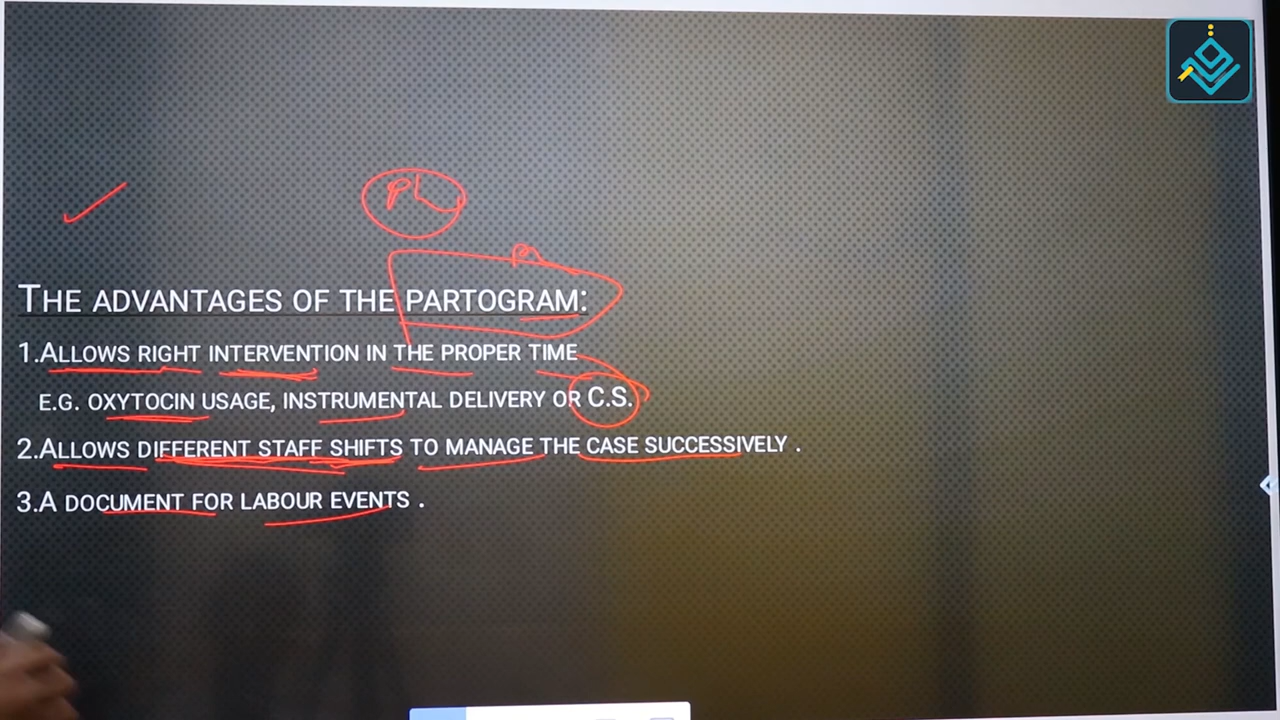 THE ADVANTAGES OF THE PARTOGRAM:
1.ALLOWS RIGHT INTERVENTION IN THE PROPER TIME
E.G. OXYTOCIN USAGE, INSTRUMENTAL DELIVERY OR C.S.
2.ALLOWS DIFFERENT STAFF SHIFTS TO MANAGE THE CASE SUCCESSIVELY .
3.A DOCUMENT FOR LABOUR EVENTS .